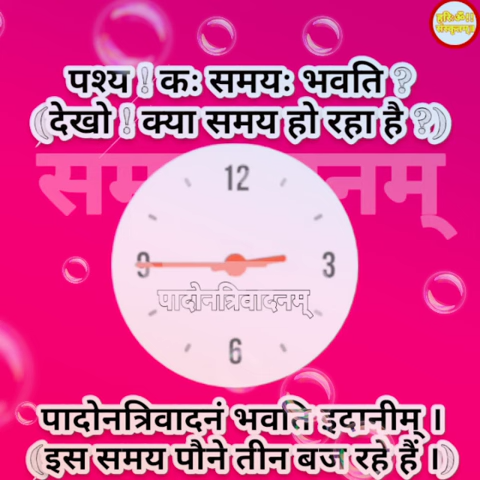 पश्य ! कः समयः भवति ?
(देखो ! क्या समय हो रहा है ?)
12
9
3
पादोनत्रिवादनम्
6
पादोनत्रिवादनं भवति इदानीम् ।
(इस समय पौने तीन बज रहे हैं ।)